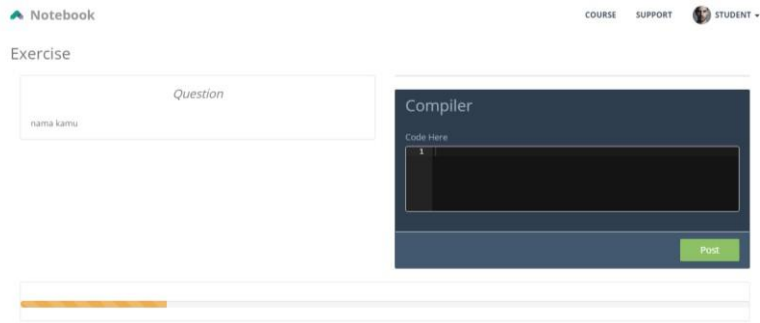 Notebook
COURSE SUPPORT STUDENT
Exercise
Question
nama kamu
Compiler
Code Here
1
Post